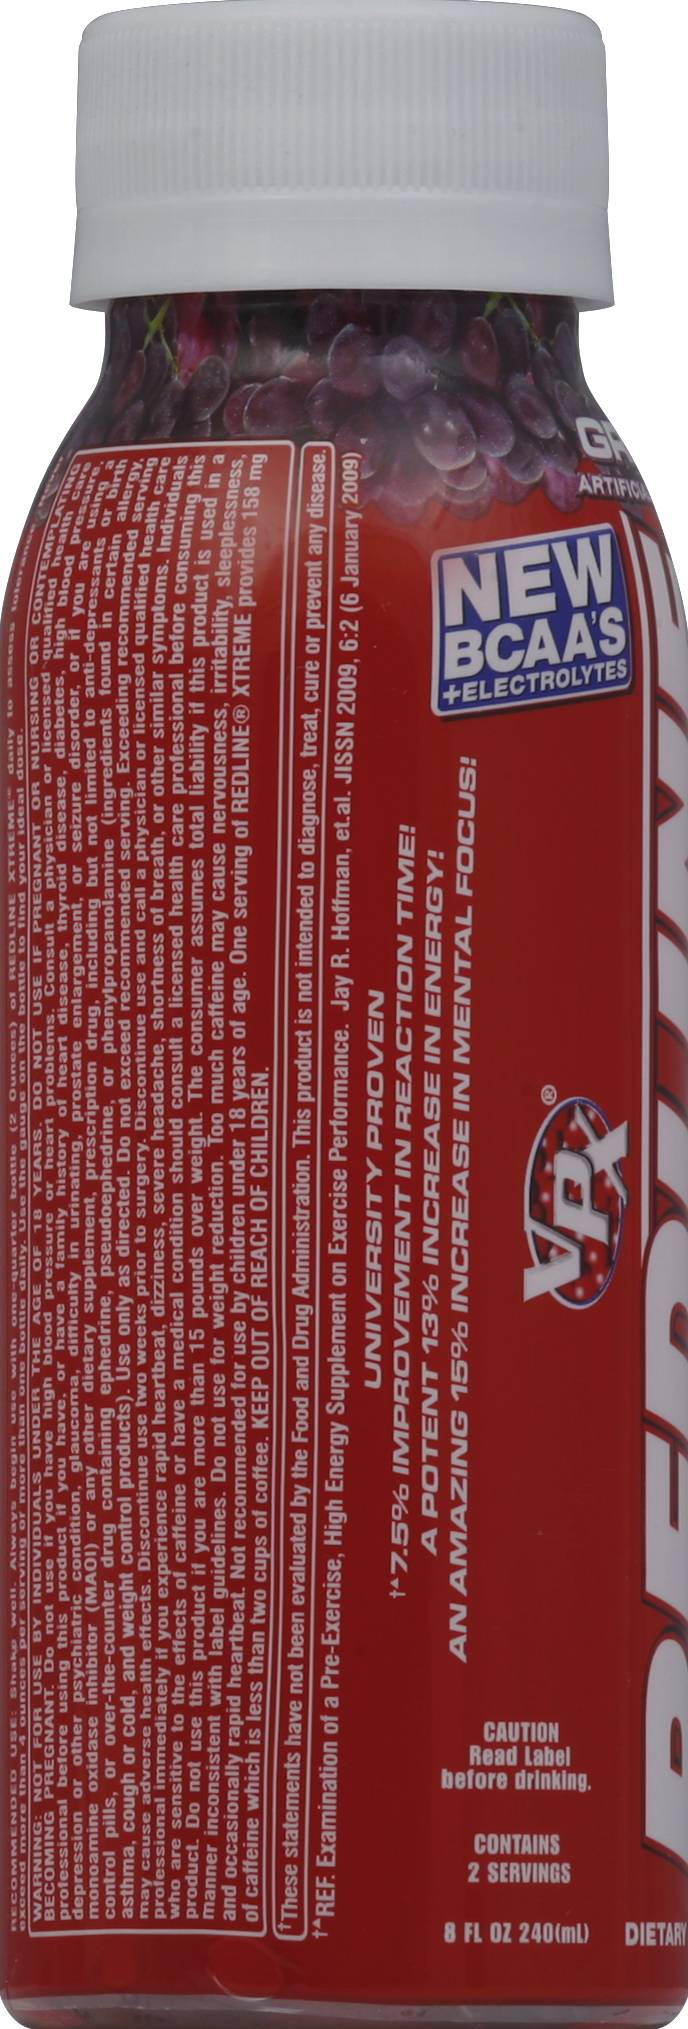 RECOMMENDED USE: Shake well. Always begin use with one-quarter bottle (2 Ounces) of REDLINE XTREME® daily to assess tolerance.
exceed more than 4 ounces per serving or more than one bottle daily. Use the gauge on the bottle to find your ideal dose.
WARNING: NOT FOR USE BY INDIVIDUALS UNDER THE AGE OF 18 YEARS. DO NOT USE IF PREGNANT OR NURSING OR CONTEMPLATING
BECOMING PREGNANT. Do not use if you have high blood pressure or heart problems. Consult a physician or licensed qualified health care
professional before using this product if you have, or have a family history of heart disease, thyroid disease, diabetes, high blood pressure,
depression or other psychiatric condition, glaucoma, difficulty in urinating, prostate enlargement, or seizure disorder, or if you are using a
monoamine oxidase inhibitor (MAOI) or any other dietary supplement, prescription drug, including but not limited to anti-depressants or birth
control pills, or over-the-counter drug containing ephedrine, pseudoephedrine, or phenylpropanolamine (ingredients found in certain allergy,
asthma, cough or cold, and weight control products). Use only as directed. Do not exceed recommended serving. Exceeding recommended serving
may cause adverse health effects. Discontinue use two weeks prior to surgery. Discontinue use and call a physician or licensed qualified health care
professional immediately if you experience rapid heartbeat, dizziness, severe headache, shortness of breath, or other similar symptoms. Individuals
who are sensitive to the effects of caffeine or have a medical condition should consult a licensed health care professional before consuming this
product. Do not use this product if you are more than 15 pounds over weight. The consumer assumes total liability if this product is used in a
manner inconsistent with label guidelines. Do not use for weight reduction. Too much caffeine may cause nervousness, irritability, sleeplessness,
and occasionally rapid heartbeat. Not recommended for use by children under 18 years of age. One serving of REDLINE® XTREME provides 158 mg
of caffeine which is less than two cups of coffee. KEEP OUT OF REACH OF CHILDREN.
†These statements have not been evaluated by the Food and Drug Administration. This product is not intended to diagnose, treat, cure or prevent any disease.
†▲REF. Examination of a Pre-Exercise, High Energy Supplement on Exercise Performance. Jay R. Hoffman, et.al. JISSN 2009, 6:2 (6 January 2009)
UNIVERSITY PROVEN
†▲7.5% IMPROVEMENT IN REACTION TIME!
A POTENT 13% INCREASE IN ENERGY!
AN AMAZING 15% INCREASE IN MENTAL FOCUS!
NEW
BCAA'S
+ELECTROLYTES
VPX®
CAUTION
Read Label
before drinking.
CONTAINS
2 SERVINGS
8 FL OZ 240(mL)
DIETARY